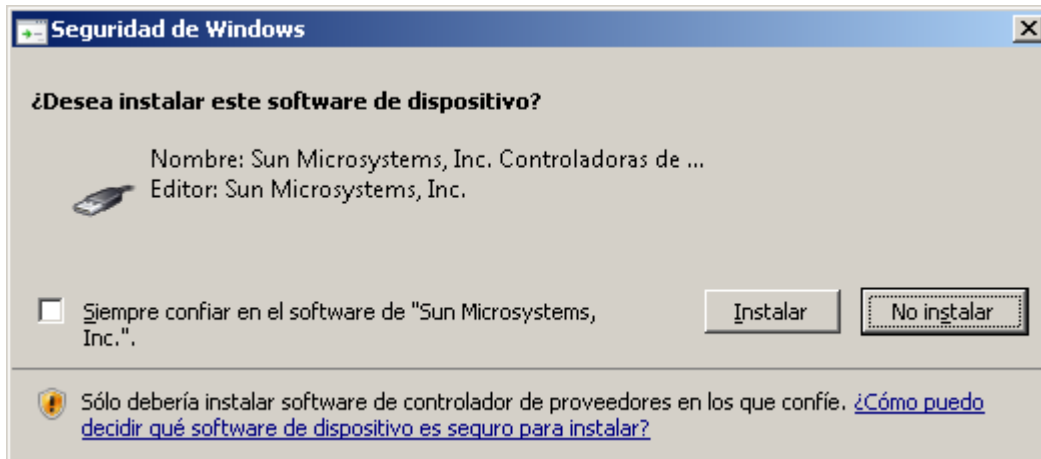 Seguridad de Windows
¿Desea instalar este software de dispositivo?
Nombre: Sun Microsystems, Inc. Controladoras de ...
Editor: Sun Microsystems, Inc.
Siempre confiar en el software de "Sun Microsystems,
Inc.".
Instalar
No instalar
Sólo debería instalar software de controlador de proveedores en los que confíe. ¿Cómo puedo
decidir qué software de dispositivo es seguro para instalar?